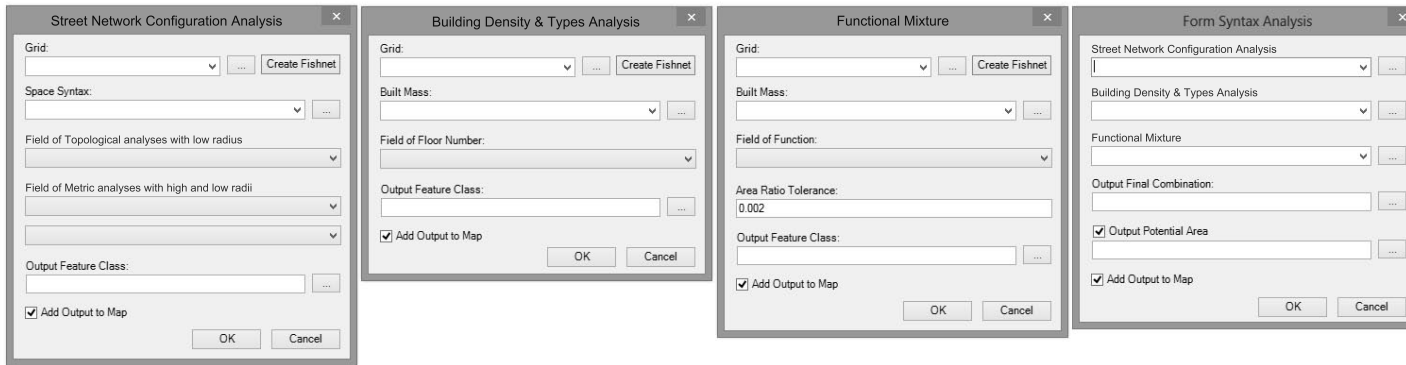 Street Network Configuration Analysis
Grid:
... Create Fishnet
Space Syntax:
...
Field of Topological analyses with low radius
Field of Metric analyses with high and low radii
Output Feature Class:
...
Add Output to Map
OK Cancel
Building Density & Types Analysis
Grid:
... Create Fishnet
Built Mass:
...
Field of Floor Number:
Output Feature Class:
...
Add Output to Map
OK Cancel
Functional Mixture
Grid:
... Create Fishnet
Built Mass:
...
Field of Function:
Area Ratio Tolerance:
0.002
Output Feature Class:
...
Add Output to Map
OK Cancel
Form Syntax Analysis
Street Network Configuration Analysis
...
Building Density & Types Analysis
...
Functional Mixture
...
Output Final Combination:
...
Output Potential Area
...
Add Output to Map
OK Cancel